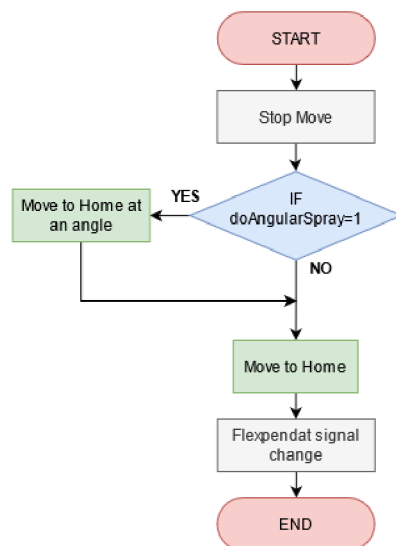 START
Stop Move
IF
doAngularSpray=1
YES
Move to Home at
an angle
NO
Move to Home
Flexpendat signal
change
END